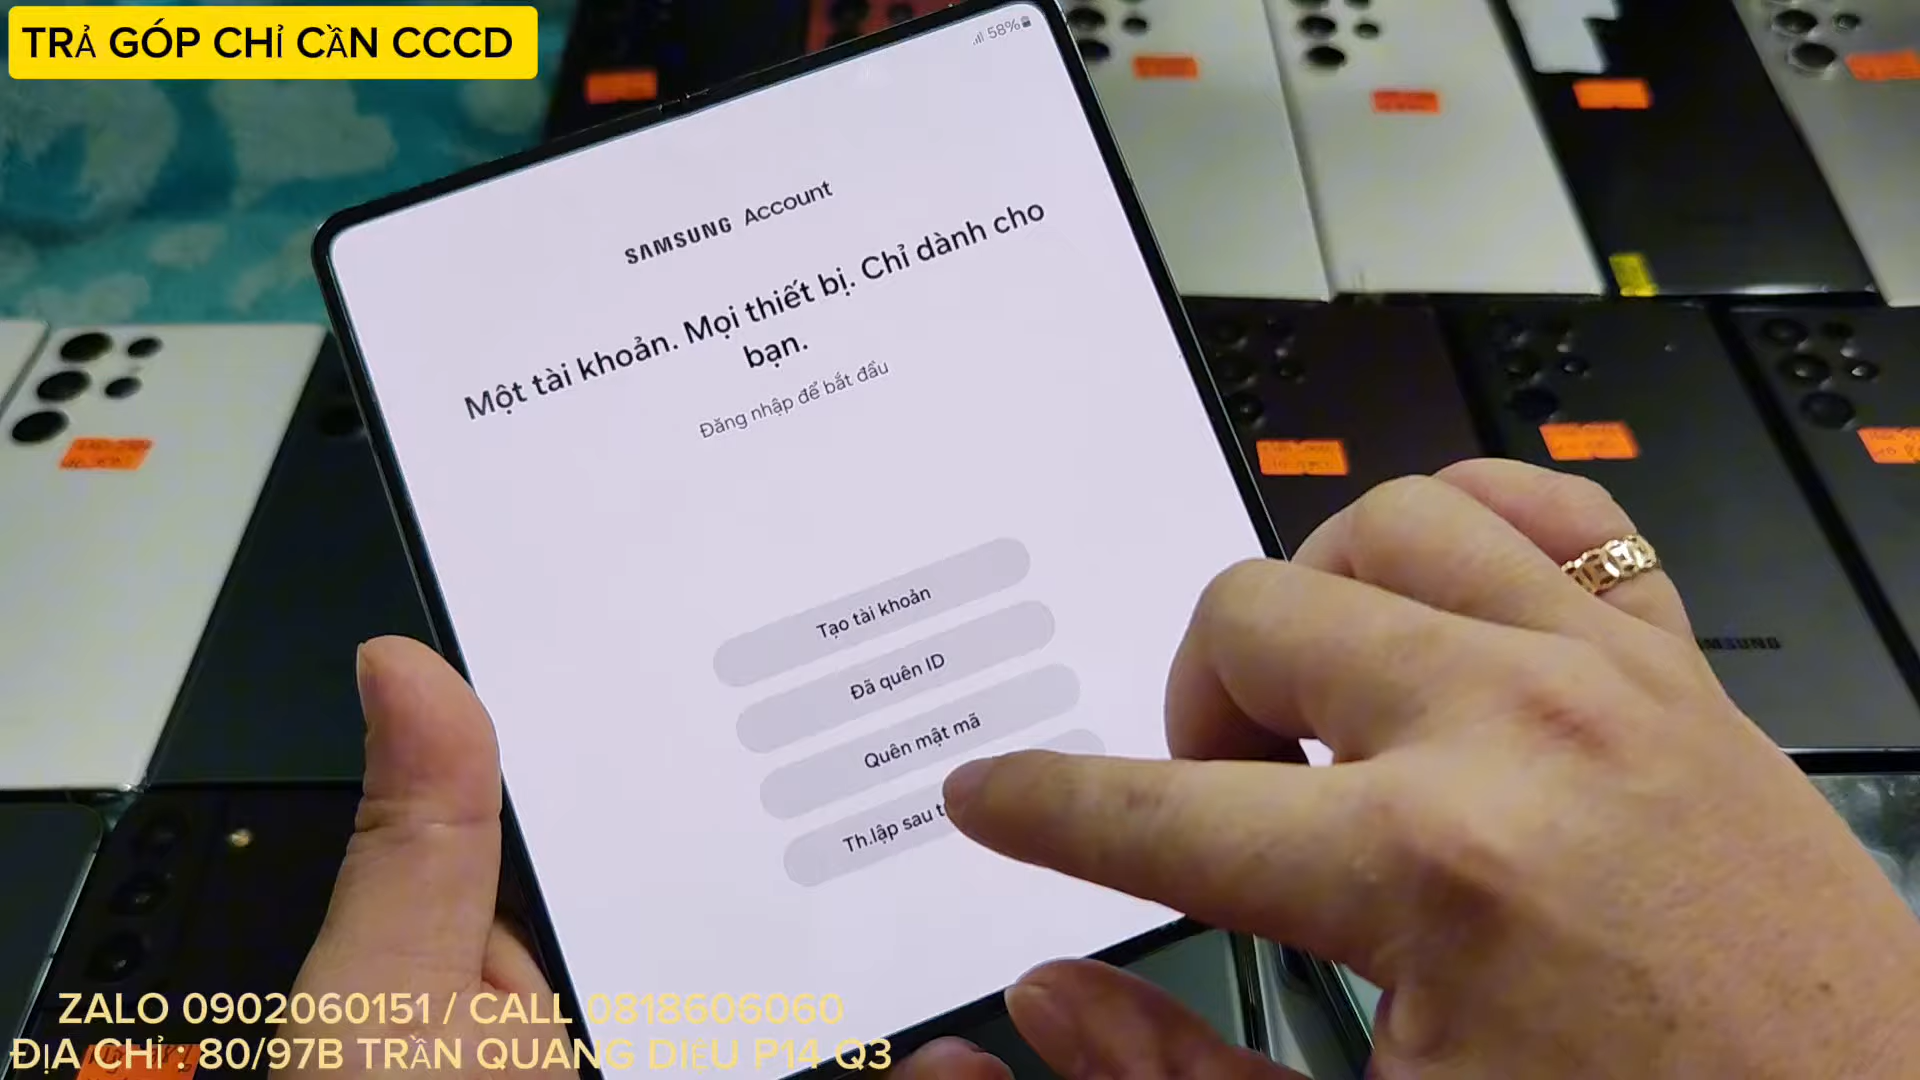 TRẢ GÓP CHỈ CẦN CCCD
58%
SAMSUNG Account
Một tài khoản. Mọi thiết bị. Chỉ dành cho
bạn.
Đăng nhập để bắt đầu
Tạo tài khoản
Đã quên ID
Quên mật mã
Th.lập sau
SAMSUNG
ZALO 0902060151 / CALL 0818606060
ĐỊA CHỈ : 80/97B TRẦN QUANG DIỆU P14 Q3